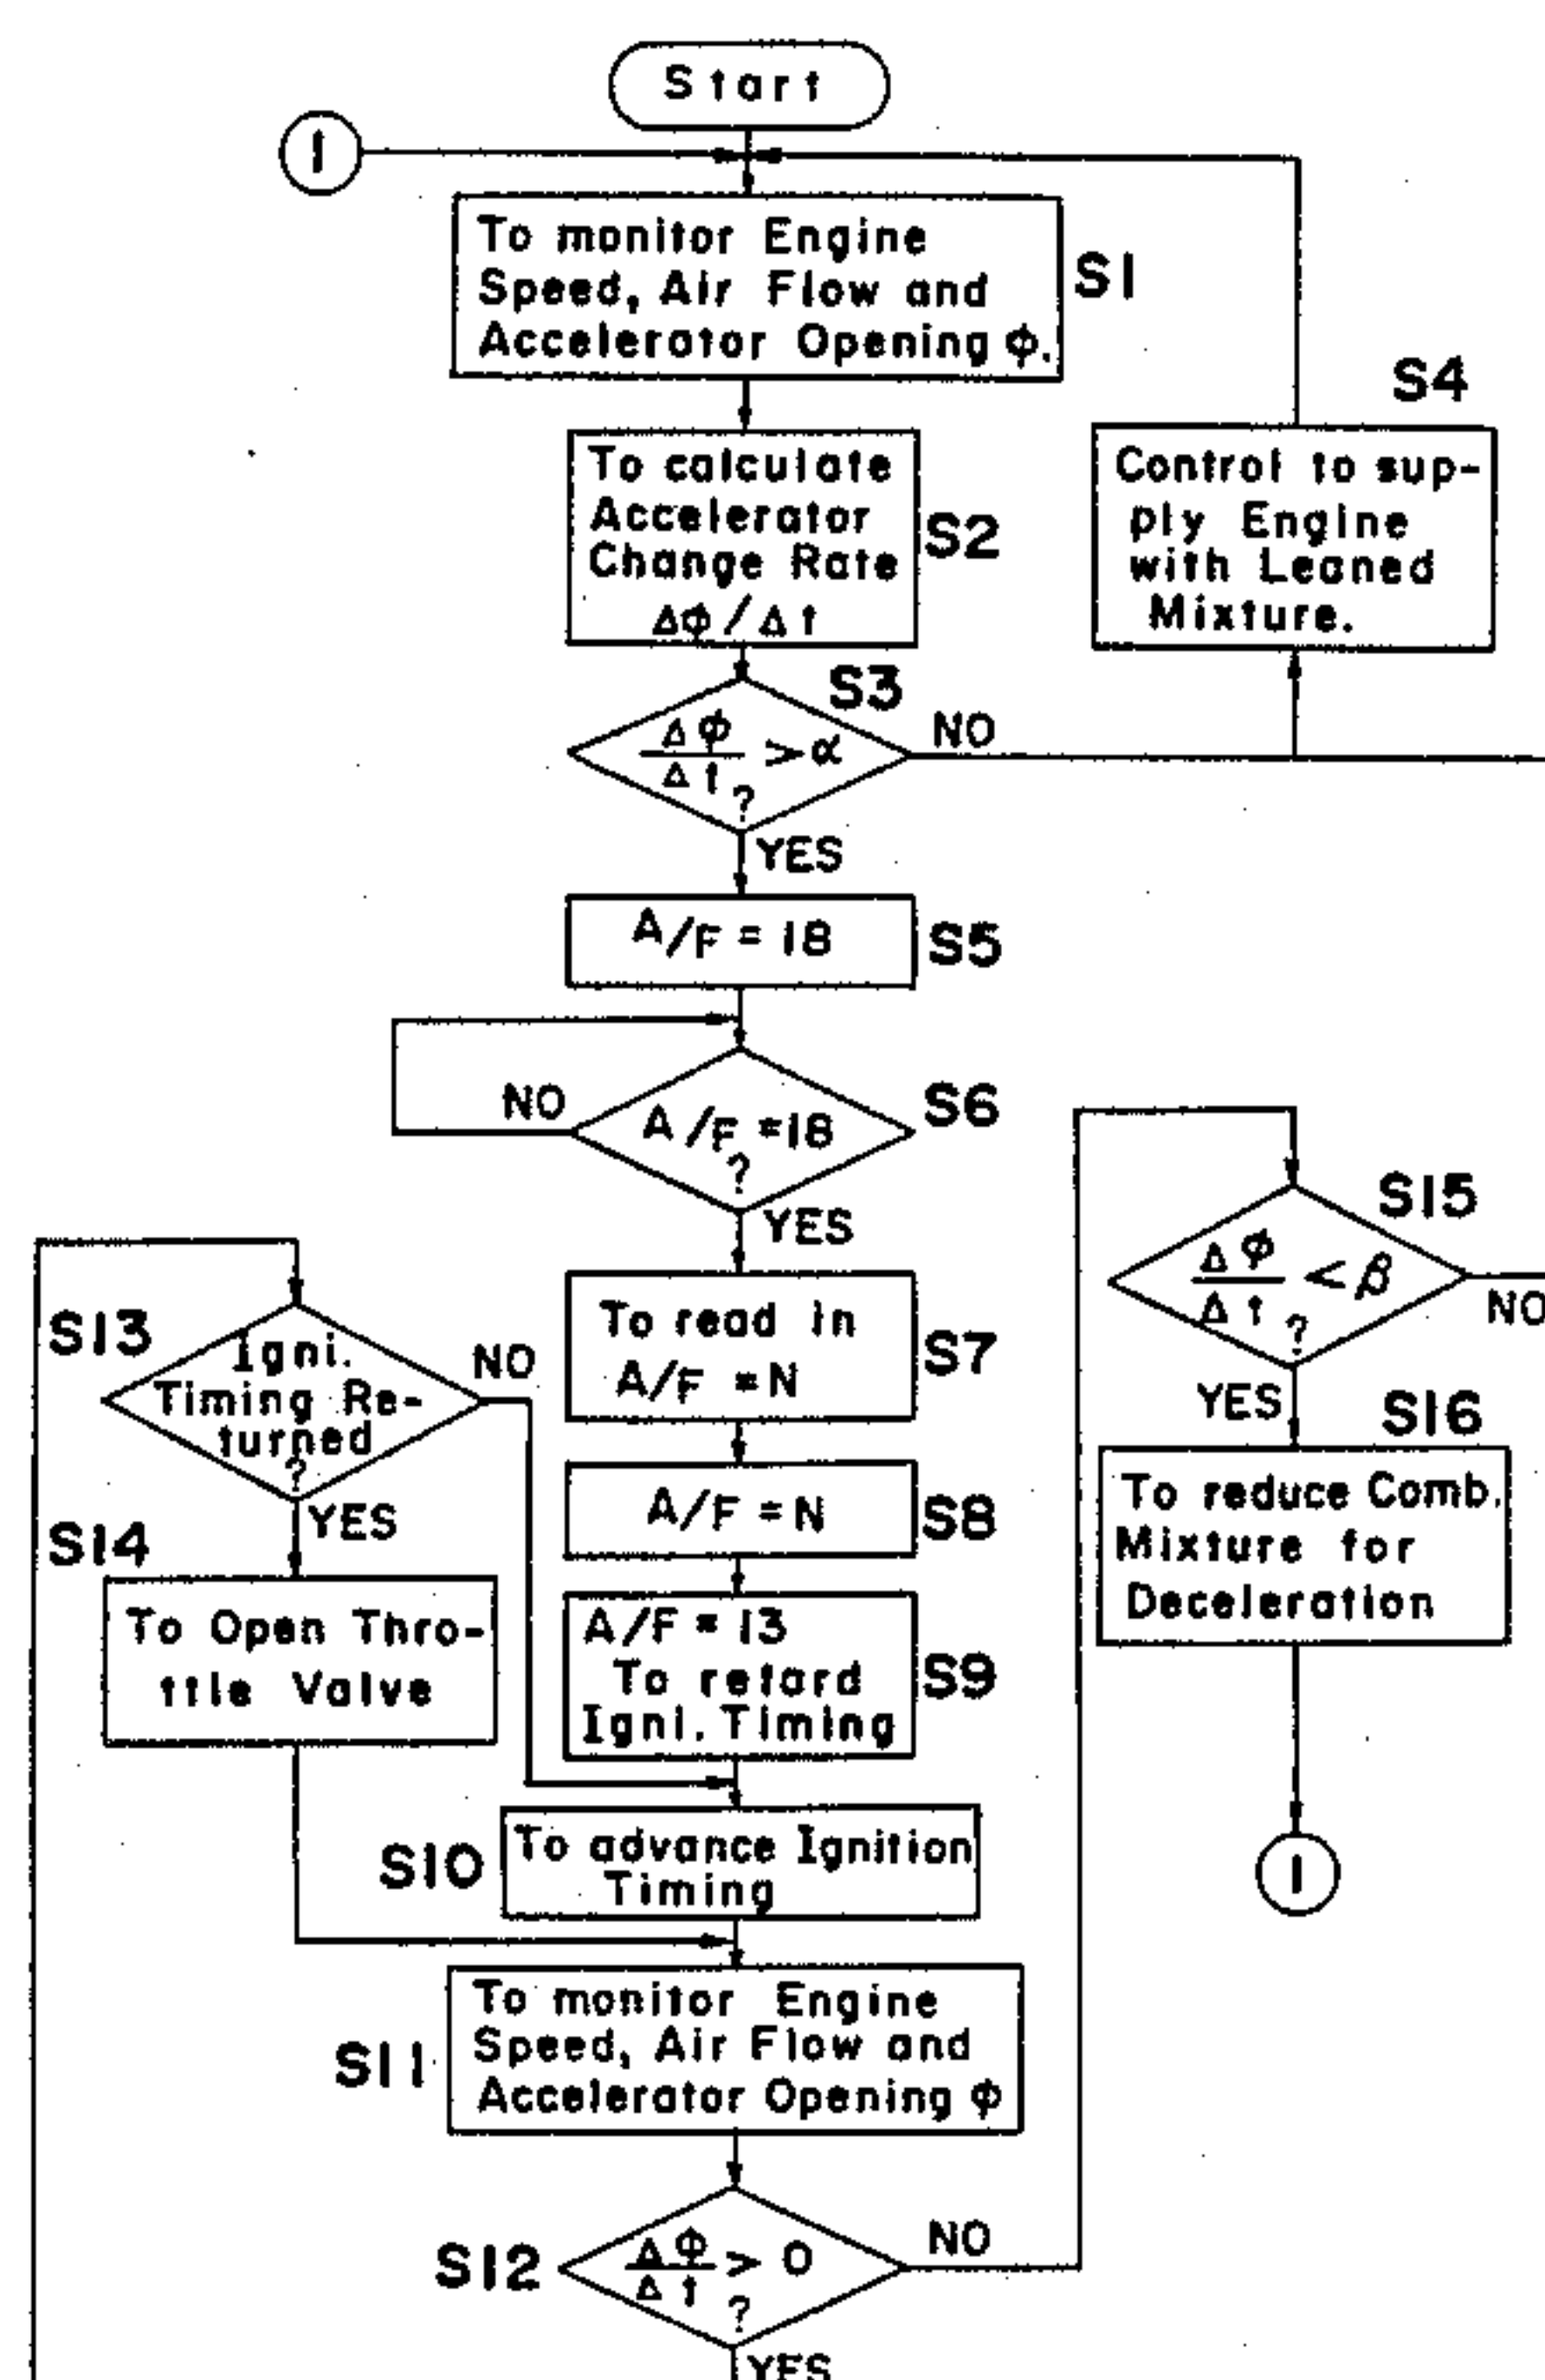 Start
1
To monitor Engine
Speed, Air Flow and
Accelerator Opening φ.
S1
To calculate
Accelerator
Change Rate
Δφ/Δt
S2
S4
Control to sup-
ply Engine
with Leaned
Mixture.
S3
Δφ
Δt
> α
?
NO
YES
A/F = 18
S5
NO
A/F = 18
?
S6
YES
To read in
A/F = N
S7
A/F = N
S8
A/F = 13
To retard
Igni. Timing
S9
S13
Igni.
Timing Re-
turned
?
NO
YES
S14
To Open Thro-
ttle Valve
S10
To advance Ignition
Timing
S11
To monitor Engine
Speed, Air Flow and
Accelerator Opening φ
S12
Δφ
Δt
> 0
?
NO
YES
S15
Δφ
Δt
< β
?
NO
YES
S16
To reduce Comb.
Mixture for
Deceleration
1